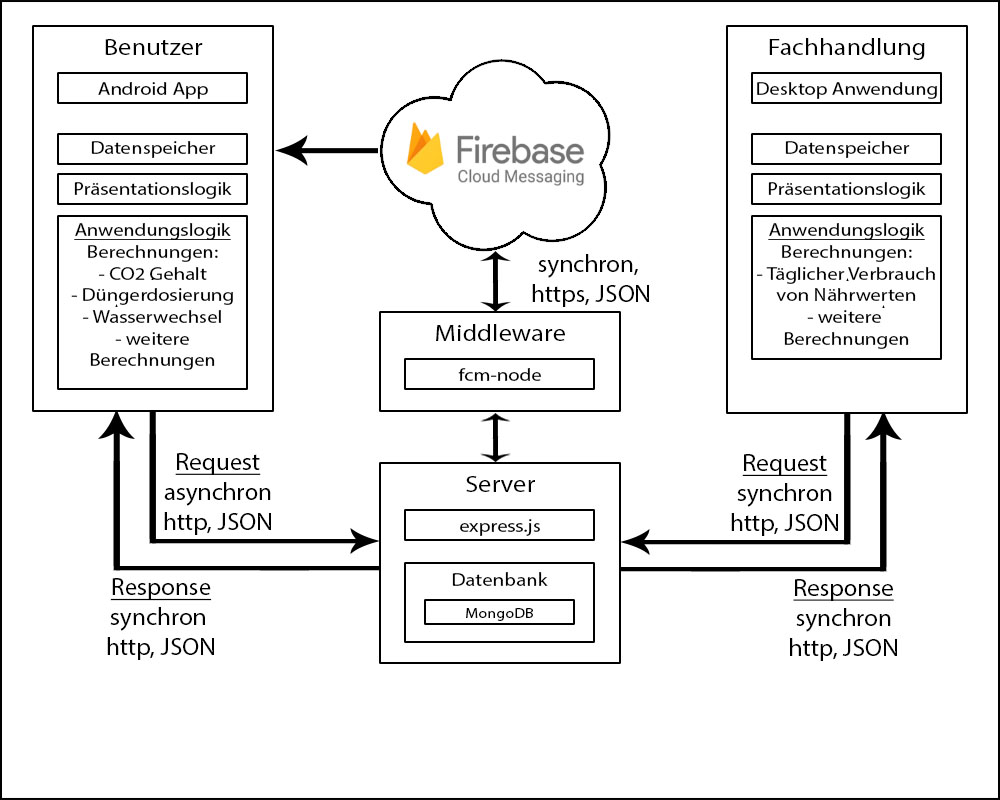 Benutzer
Android App
Datenspeicher
Präsentationslogik
Anwendungslogik
Berechnungen:
- CO2 Gehalt
- Düngerdosierung
- Wasserwechsel
- weitere
Berechnungen
Firebase
Cloud Messaging
synchron,
https, JSON
Middleware
fcm-node
Fachhandlung
Desktop Anwendung
Datenspeicher
Präsentationslogik
Anwendungslogik
Berechnungen:
- Täglicher Verbrauch
von Nährwerten
- weitere
Berechnungen
Request
asynchron
http, JSON
Response
synchron
http, JSON
Server
express.js
Datenbank
MongoDB
Request
synchron
http, JSON
Response
synchron
http, JSON